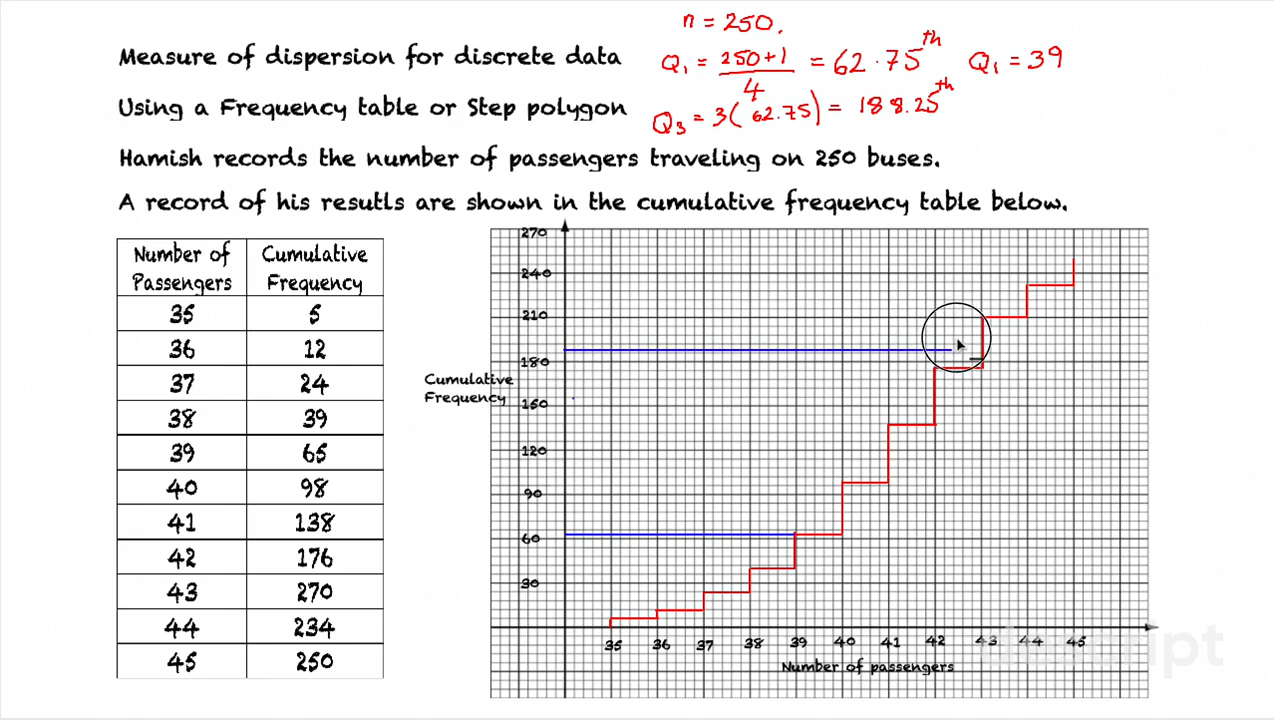 n = 250.
Measure of dispersion for discrete data
Q₁ = 250+1 / 4 = 62.75th Q₁ = 39
Using a Frequency table or Step polygon
Q₃ = 3(62.75) = 188.25th
Hamish records the number of passengers traveling on 250 buses.
A record of his resutls are shown in the cumulative frequency table below.
Number of Passengers Cumulative Frequency
35 5
36 12
37 24
38 39
39 65
40 98
41 138
42 176
43 270
44 234
45 250
Cumulative
Frequency
270
240
210
180
150
120
90
60
30
35 36 37 38 39 40 41 42 43 44 45
Number of passengers
descript